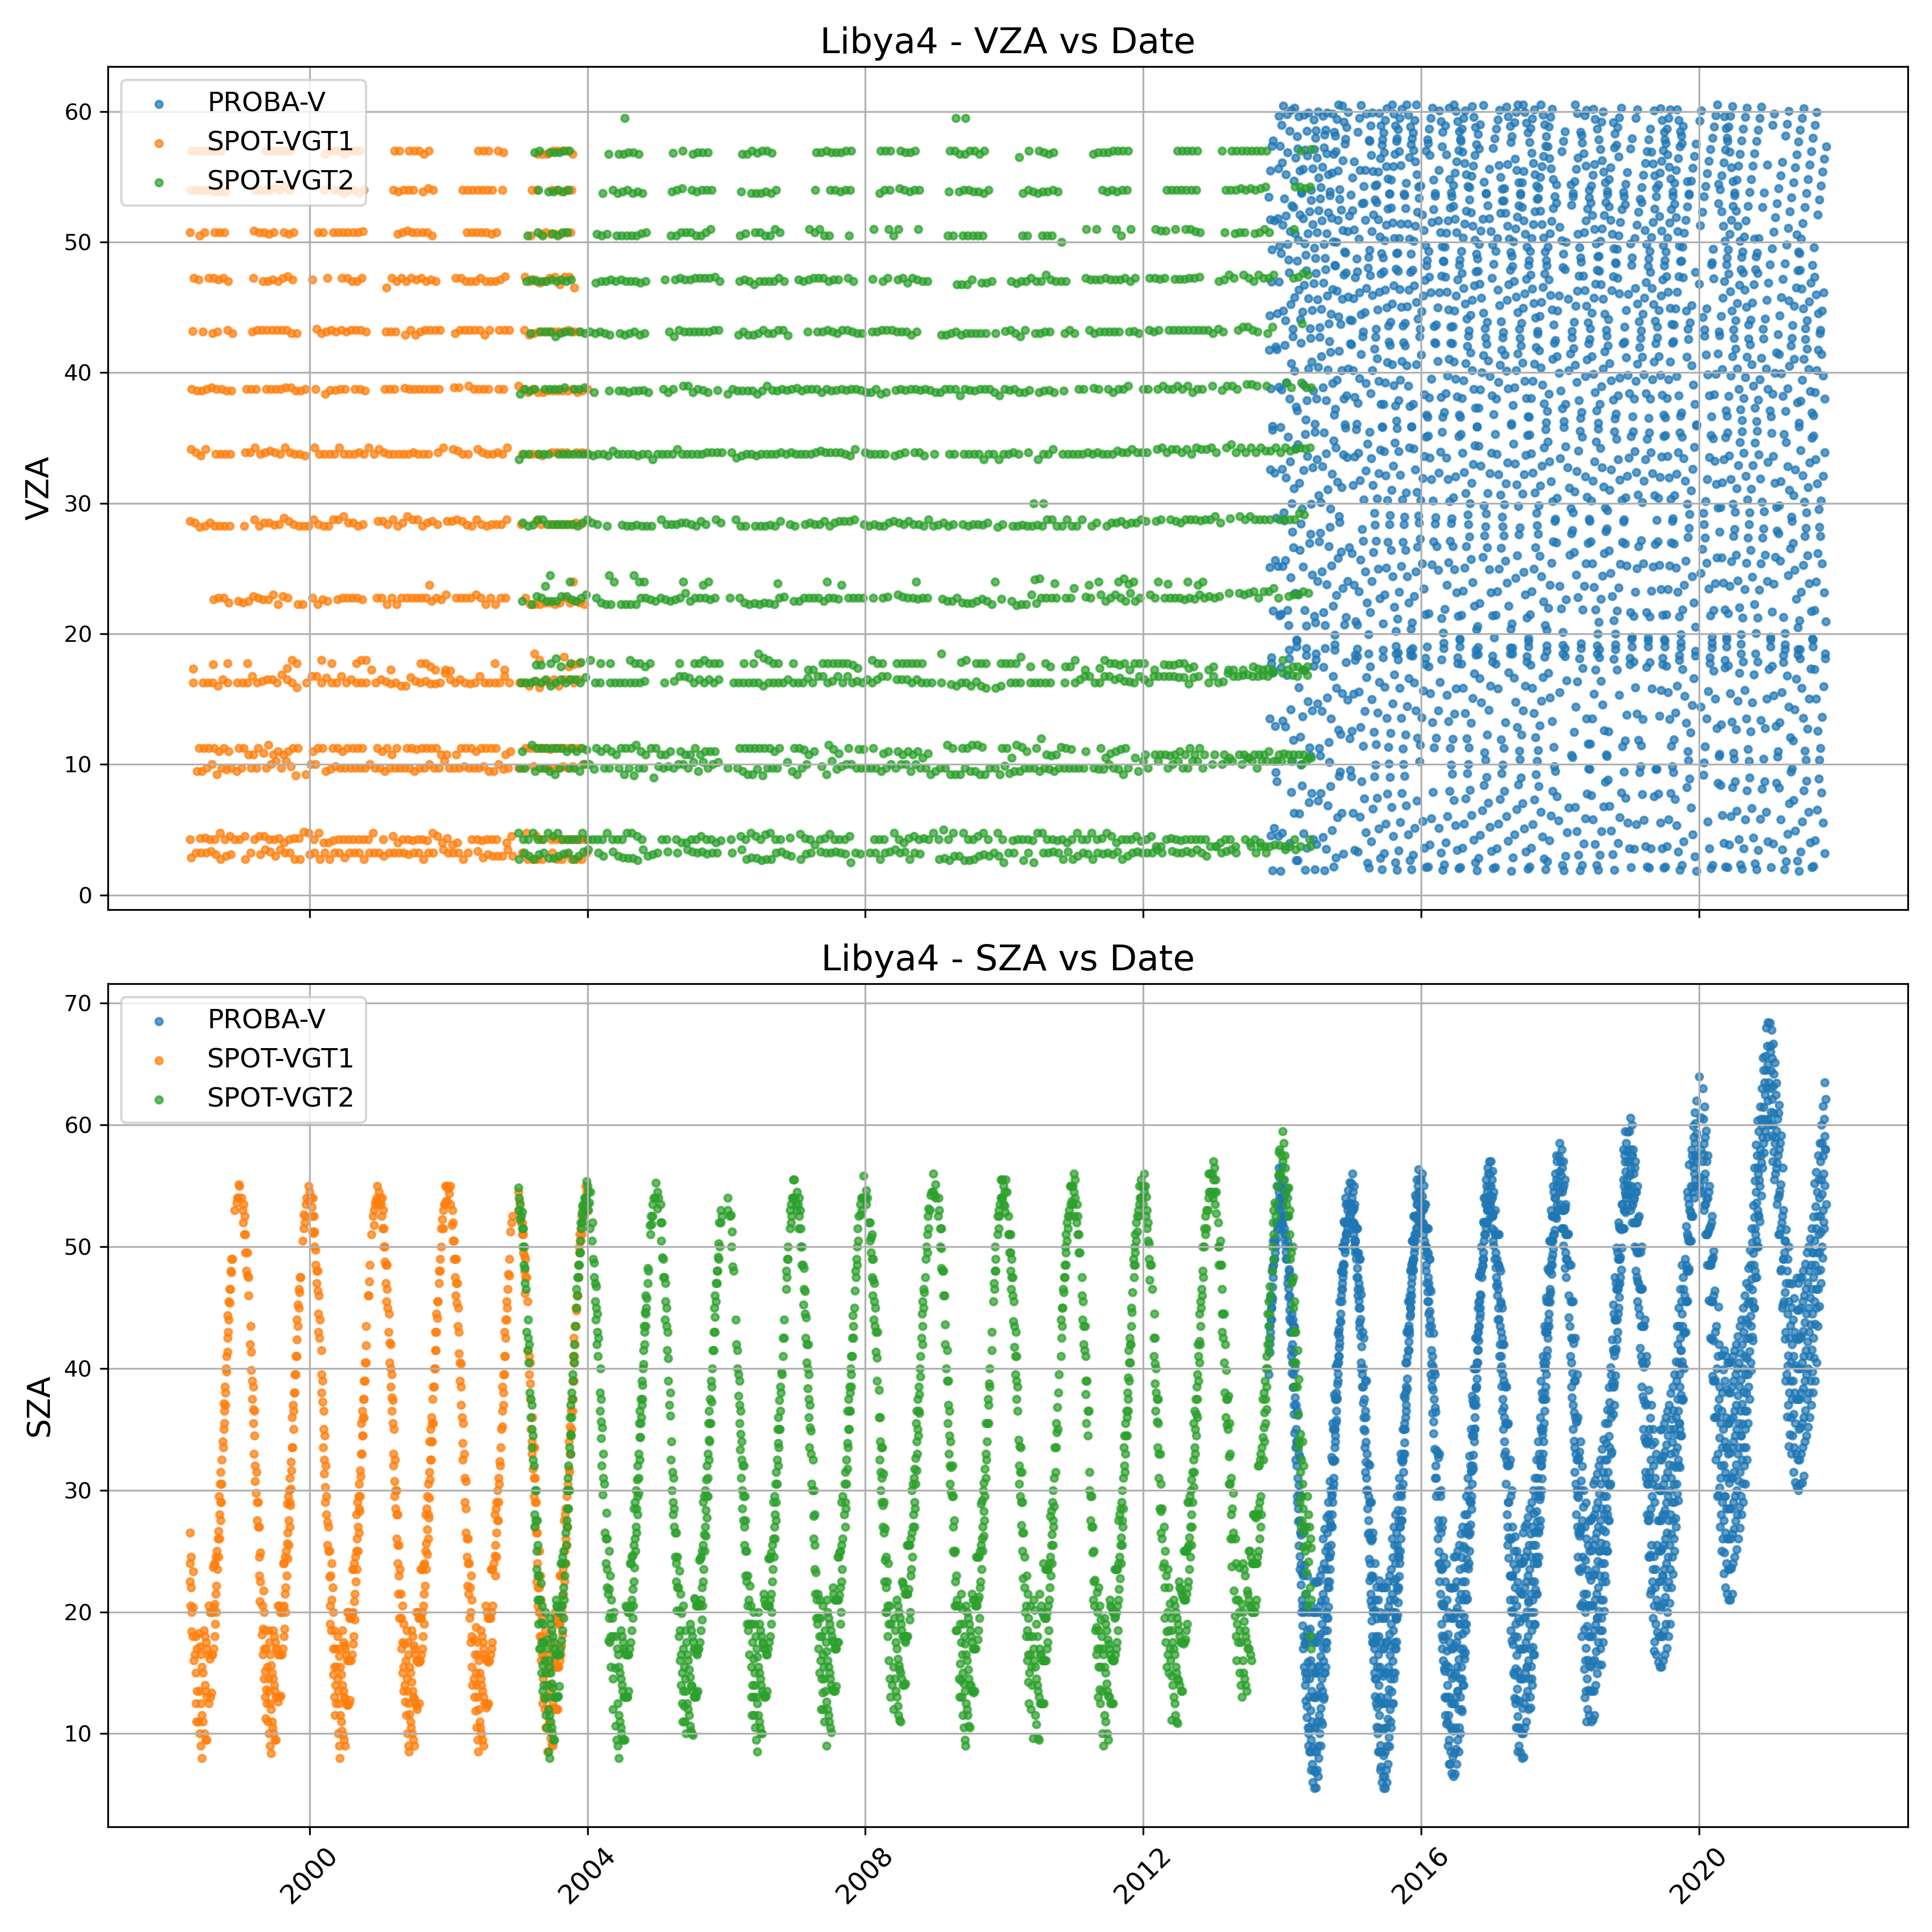 Libya4 - VZA vs Date
PROBA-V
SPOT-VGT1
SPOT-VGT2
VZA
60
50
40
30
20
10
0
Libya4 - SZA vs Date
PROBA-V
SPOT-VGT1
SPOT-VGT2
SZA
70
60
50
40
30
20
10
2000
2004
2008
2012
2016
2020